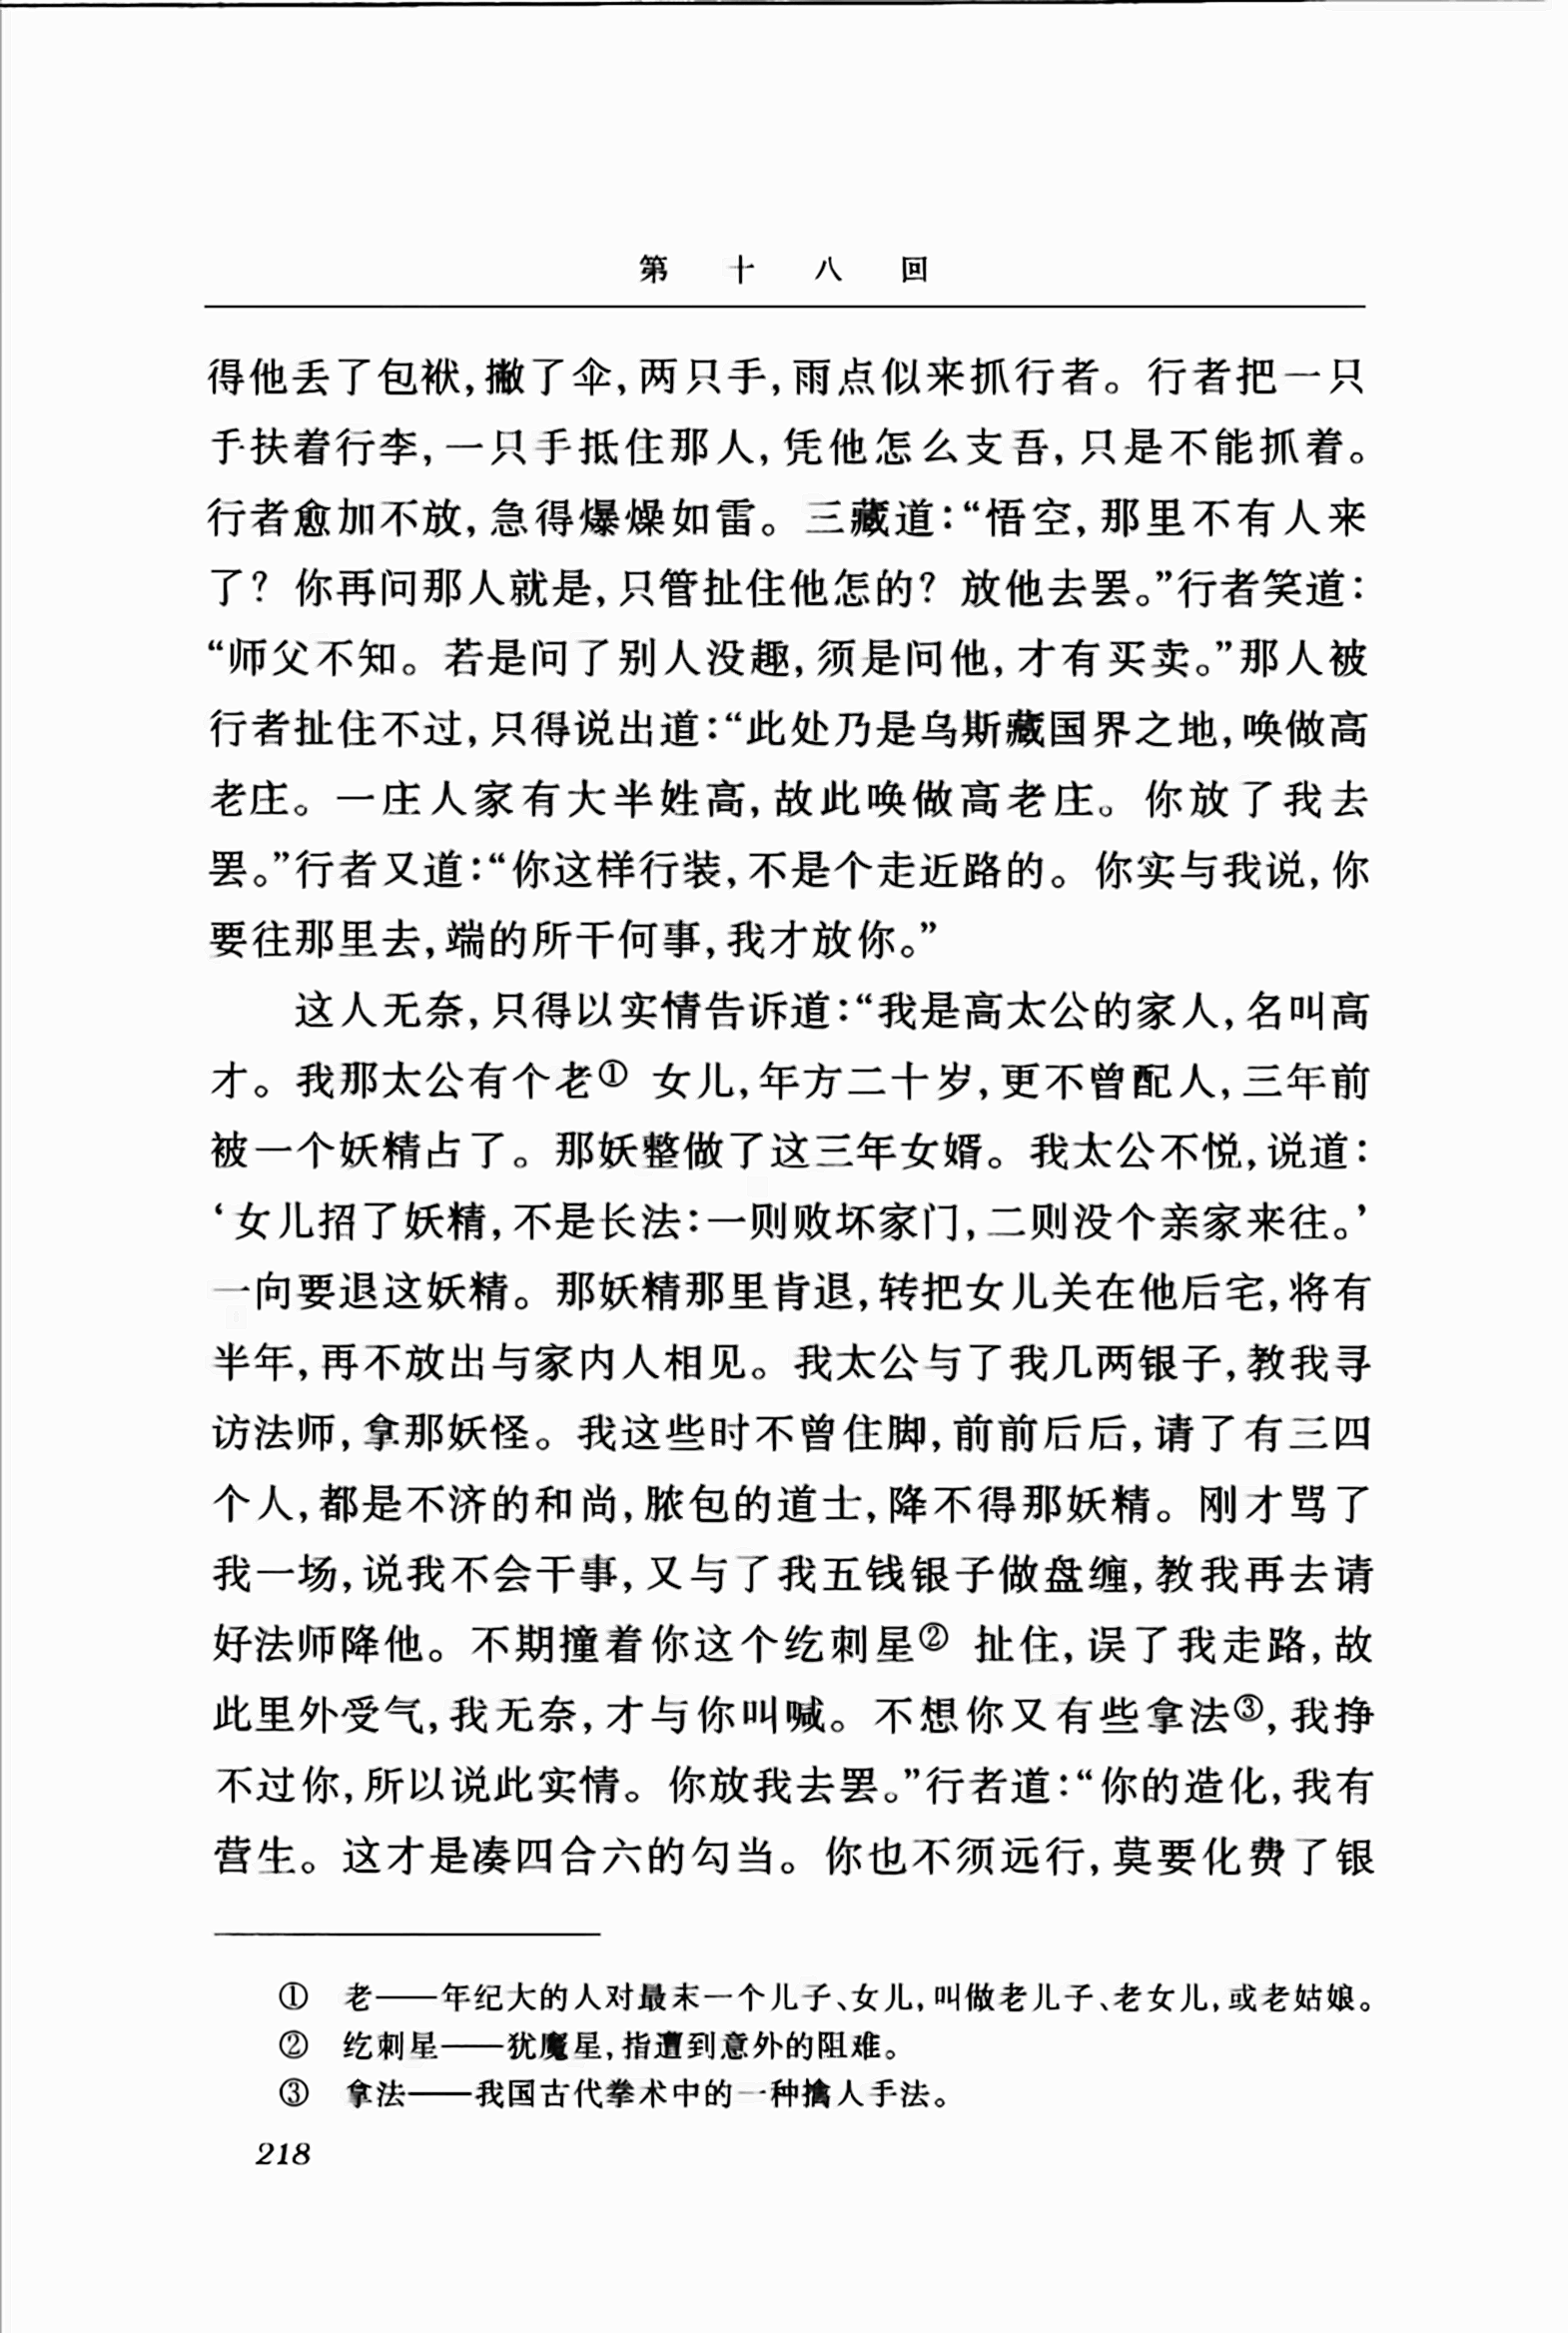 第十八回
得他丢了包袱,撇了伞,两只手,雨点似来抓行者。行者把一只
手扶着行李,一只手抵住那人,凭他怎么支吾,只是不能抓着。
行者愈加不放,急得爆燥如雷。三藏道:“悟空,那里不有人来
了?你再问那人就是,只管扯住他怎的?放他去罢。”行者笑道:
“师父不知。若是问了别人没趣,须是问他,才有买卖。”那人被
行者扯住不过,只得说出道:“此处乃是乌斯藏国界之地,唤做高
老庄。一庄人家有大半姓高,故此唤做高老庄。你放了我去
罢。”行者又道:“你这样行装,不是个走近路的。你实与我说,你
要往那里去,端的所干何事,我才放你。”
这人无奈,只得以实情告诉道:“我是高太公的家人,名叫高
才。我那太公有个老① 女儿,年方二十岁,更不曾配人,三年前
被一个妖精占了。那妖整做了这三年女婿。我太公不悦,说道:
‘女儿招了妖精,不是长法:一则败坏家门,二则没个亲家来往。’
一向要退这妖精。那妖精那里肯退,转把女儿关在他后宅,将有
半年,再不放出与家内人相见。我太公与了我几两银子,教我寻
访法师,拿那妖怪。我这些时不曾住脚,前前后后,请了有三四
个人,都是不济的和尚,脓包的道士,降不得那妖精。刚才骂了
我一场,说我不会干事,又与了我五钱银子做盘缠,教我再去请
好法师降他。不期撞着你这个纥刺星② 扯住,误了我走路,故
此里外受气,我无奈,才与你叫喊。不想你又有些拿法③,我挣
不过你,所以说此实情。你放我去罢。”行者道:“你的造化,我有
营生。这才是凑四合六的勾当。你也不须远行,莫要化费了银
① 老——年纪大的人对最末一个儿子、女儿,叫做老儿子、老女儿,或老姑娘。
② 纥刺星——犹魔星,指遭到意外的阻难。
③ 拿法——我国古代拳术中的一种擒人手法。
218